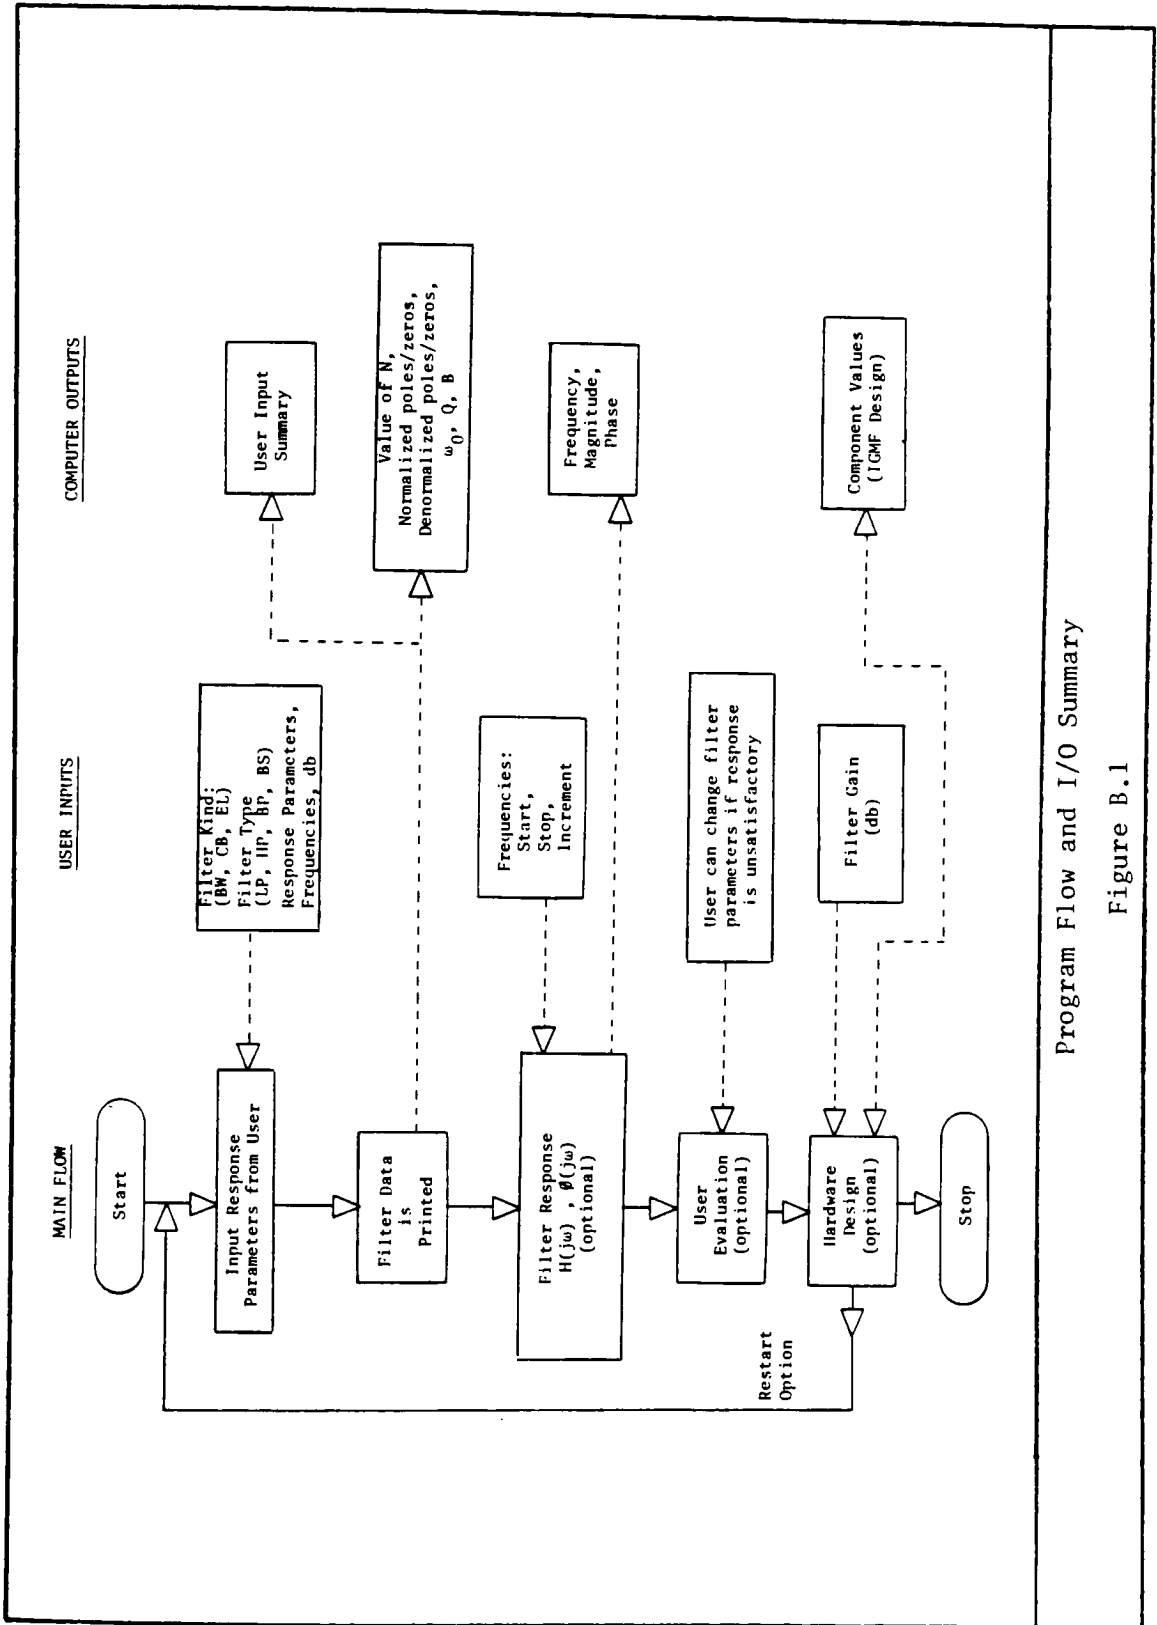 MAIN FLOW
USER INPUTS
COMPUTER OUTPUTS
Start
Input Response
Parameters from User
Filter Kind:
(BW, CB, EL)
Filter Type
(LP, HP, BP, BS)
Response Parameters,
Frequencies, db
User Input
Summary
Filter Data
is
Printed
Value of N,
Normalized poles/zeros,
Denormalized poles/zeros,
ω0, Q, B
Filter Response
H(jω) , Ø(jω)
(optional)
Frequencies:
Start,
Stop,
Increment
Frequency,
Magnitude,
Phase
User
Evaluation
(optional)
User can change filter
parameters if response
is unsatisfactory
Restart
Option
Hardware
Design
(optional)
Filter Gain
(db)
Component Values
(IGMF Design)
Stop
Program Flow and I/O Summary
Figure B.1